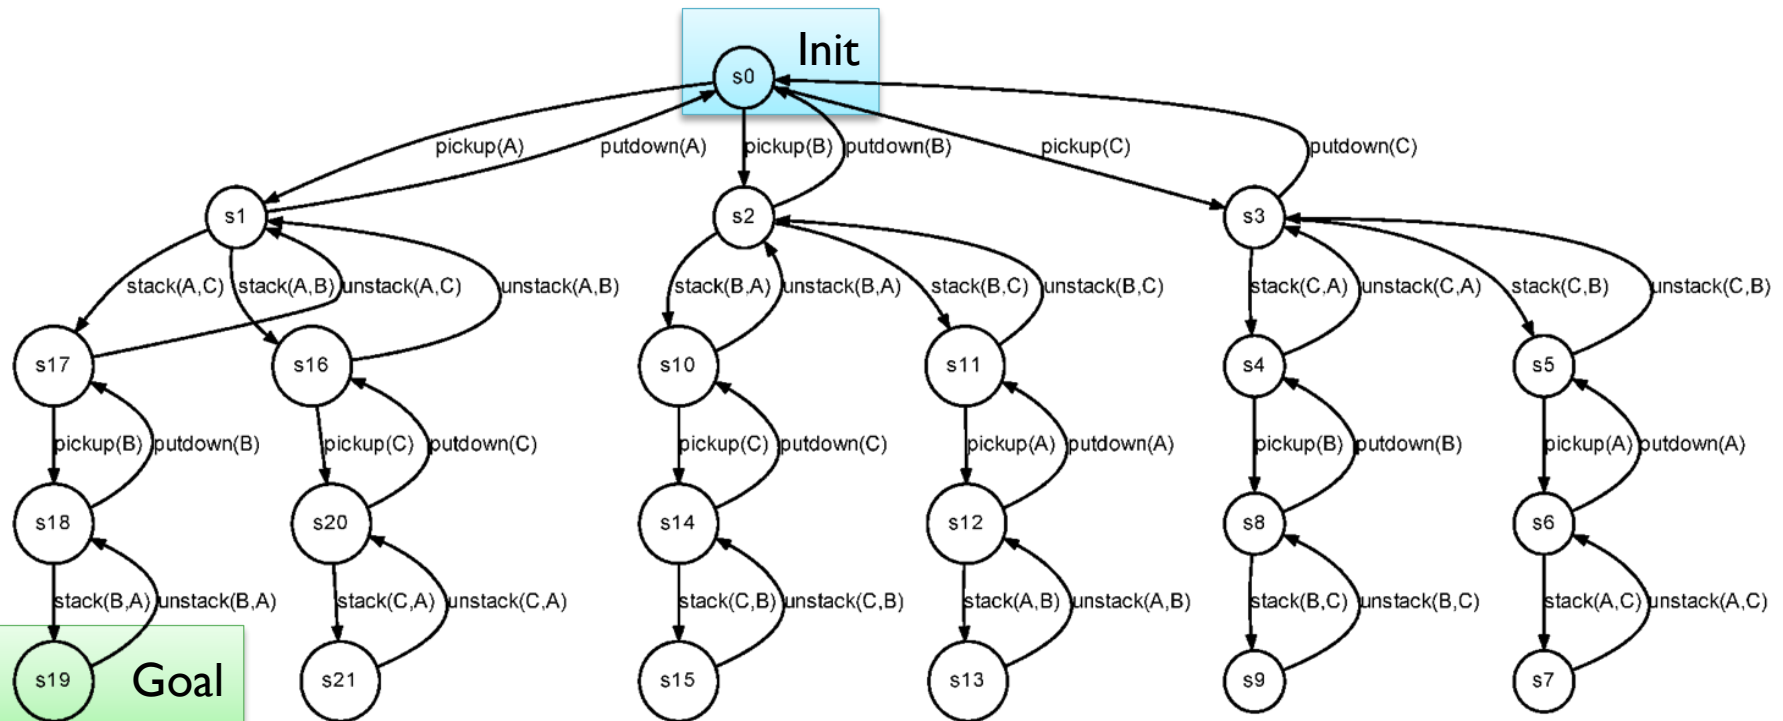 Init
s0
pickup(A) putdown(A) pickup(B) putdown(B) pickup(C) putdown(C)
s1 s2 s3
stack(A,C) stack(A,B) unstack(A,C) unstack(A,B) stack(B,A) unstack(B,A) stack(B,C) unstack(B,C) stack(C,A) unstack(C,A) stack(C,B) unstack(C,B)
s17 s16 s10 s11 s4 s5
pickup(B) putdown(B) pickup(C) putdown(C) pickup(C) putdown(C) pickup(A) putdown(A) pickup(B) putdown(B) pickup(A) putdown(A)
s18 s20 s14 s12 s8 s6
stack(B,A) unstack(B,A) stack(C,A) unstack(C,A) stack(C,B) unstack(C,B) stack(A,B) unstack(A,B) stack(B,C) unstack(B,C) stack(A,C) unstack(A,C)
s19 Goal s21 s15 s13 s9 s7